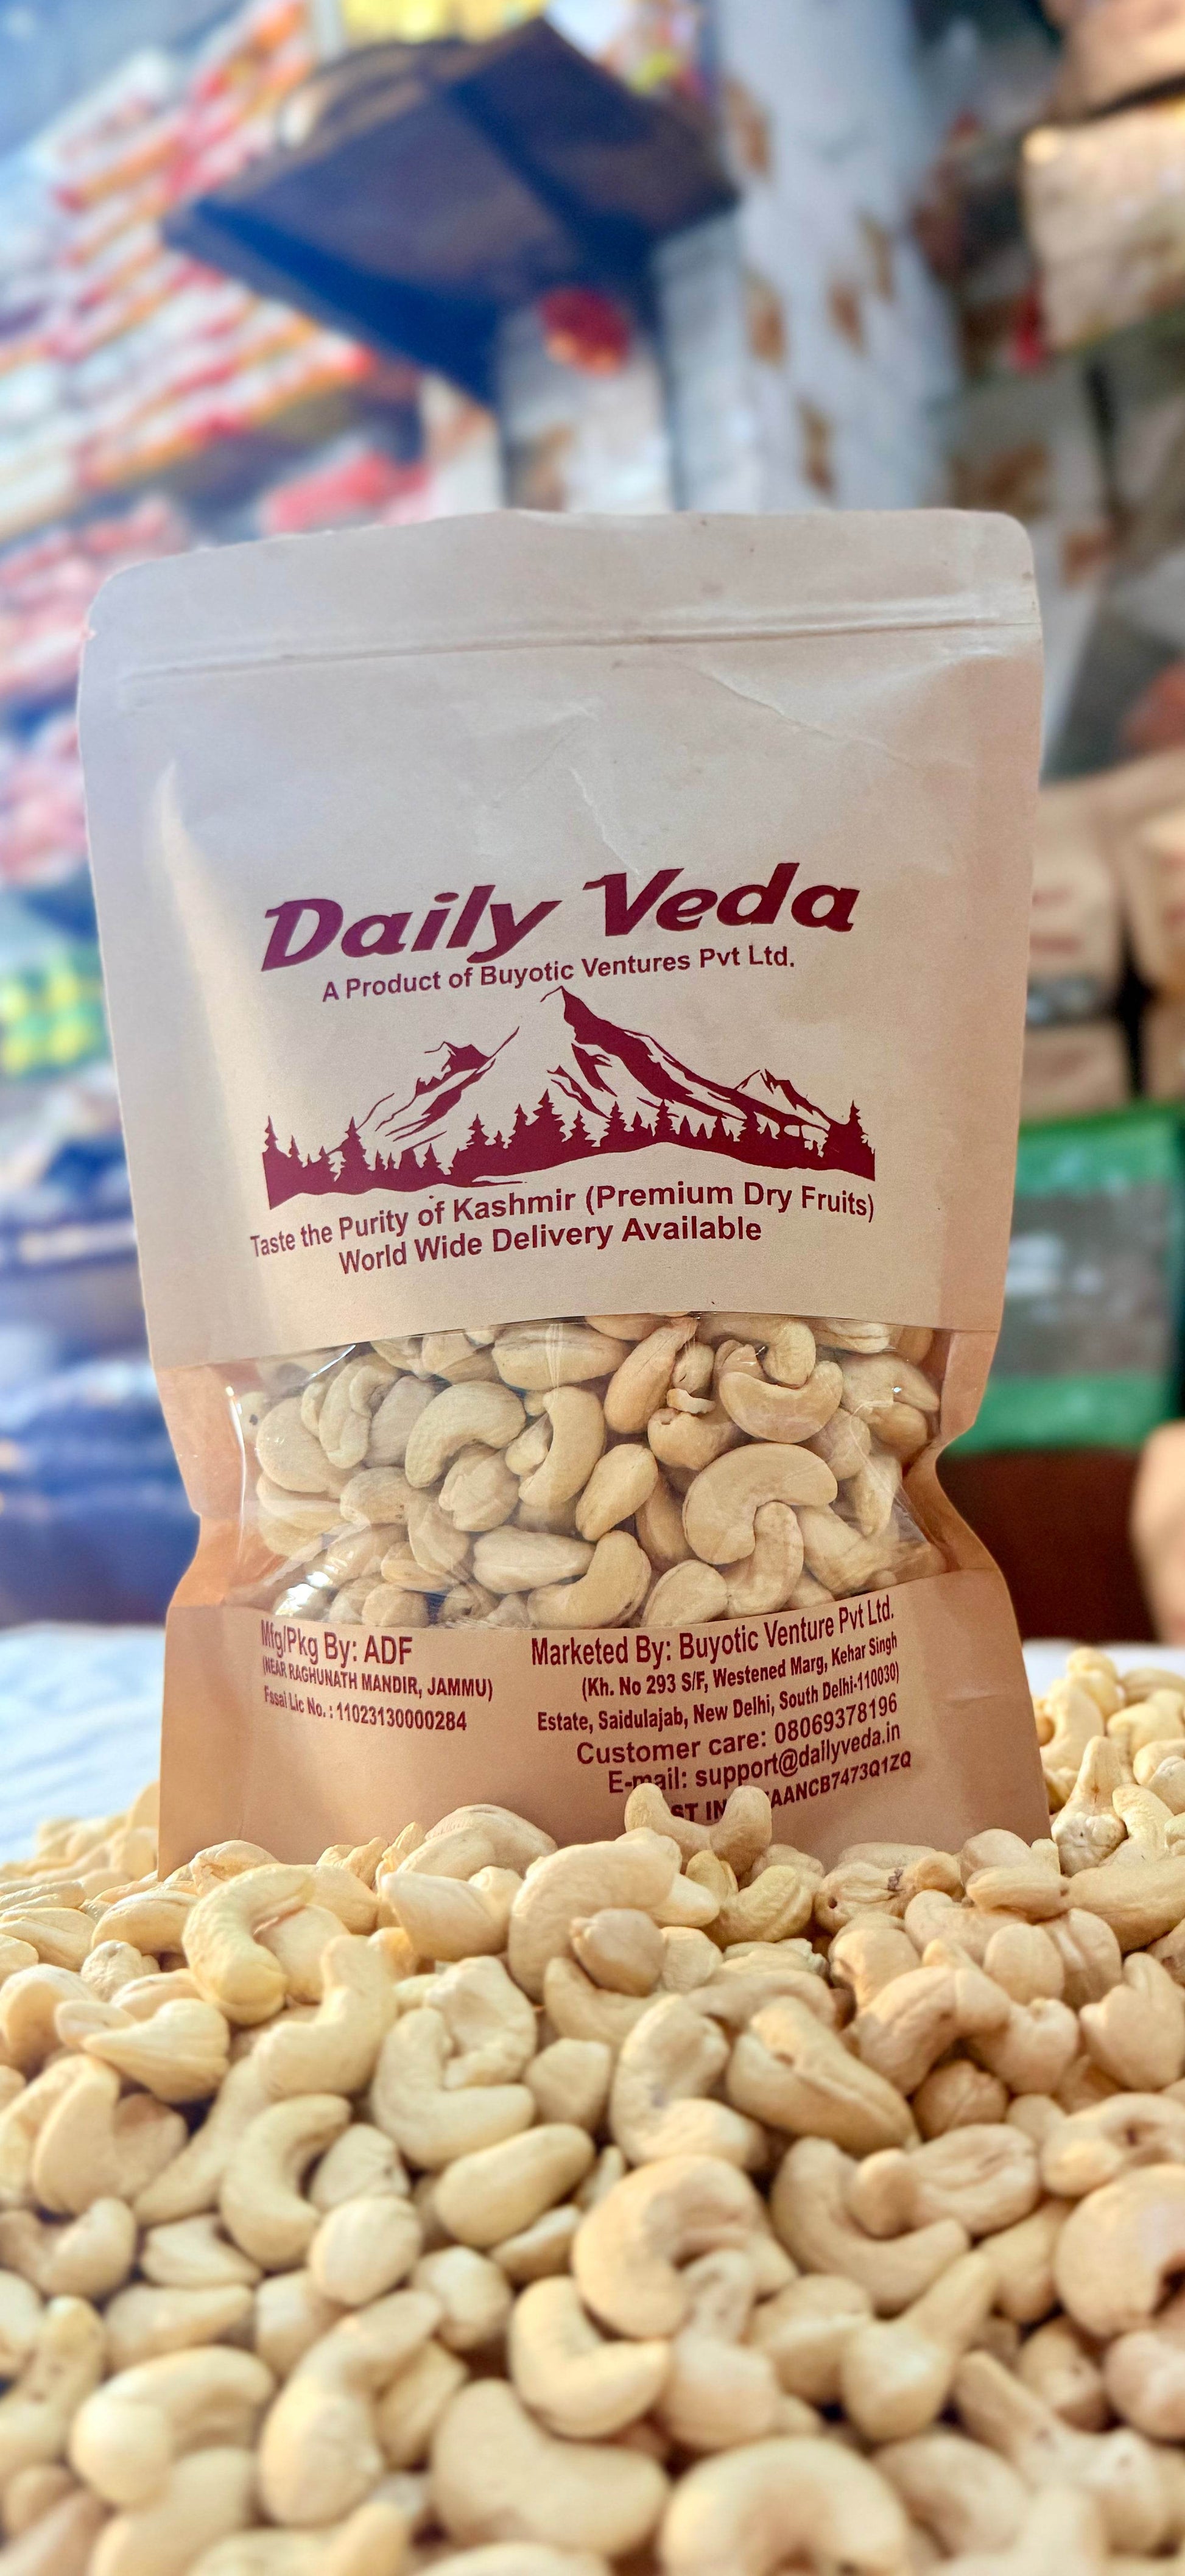 Daily Veda
A Product of Buyotic Ventures Pvt Ltd.
Taste the Purity of Kashmir (Premium Dry Fruits)
World Wide Delivery Available
Mfg/Pkg By: ADF
(NEAR RAGHUNATH MANDIR, JAMMU)
Fssal Lic No. : 11023130000284
Marketed By: Buyotic Venture Pvt Ltd.
(Kh. No 293 S/F, Westened Marg, Kehar Singh
Estate, Saidulajab, New Delhi, South Delhi-110030)
Customer care: 08069378196
E-mail: support@dailyveda.in